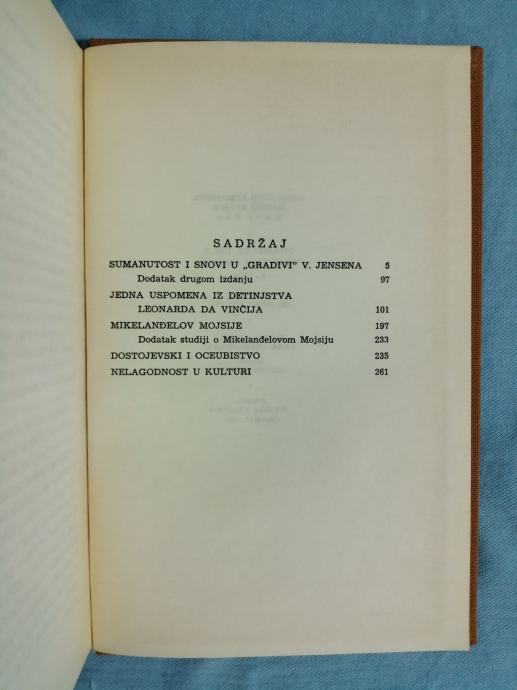 SADRŽAJ
SUMANUTOST I SNOVI U „GRADIVI" V. JENSENA 5
Dodatak drugom izdanju 97
JEDNA USPOMENA IZ DETINJSTVA
LEONARDA DA VINČIJA 101
MIKELANĐELOV MOJSIJE 197
Dodatak studiji o Mikelanđelovom Mojsiju 233
DOSTOJEVSKI I OCEUBISTVO 235
NELAGODNOST U KULTURI 261